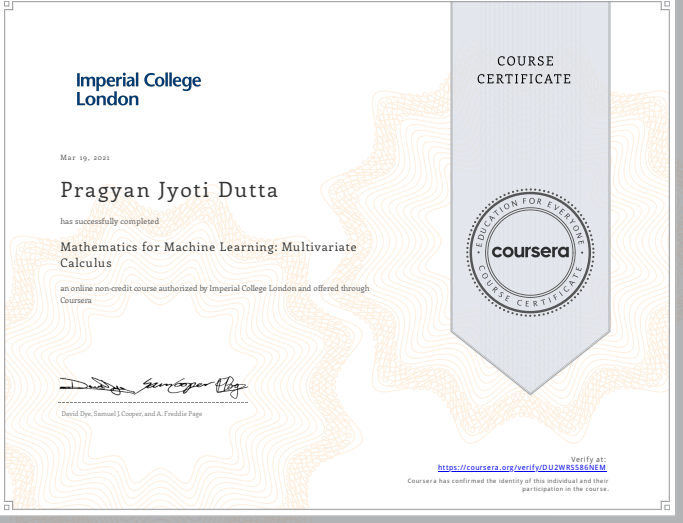 Imperial College
London
COURSE
CERTIFICATE
Mar 19, 2021
Pragyan Jyoti Dutta
has successfully completed
Mathematics for Machine Learning: Multivariate
Calculus
an online non-credit course authorized by Imperial College London and offered through
Coursera
EDUCATION FOR EVERYONE
coursera
COURSE CERTIFICATE
David Dye, Samuel J. Cooper, and A. Freddie Page
Verify at:
https://coursera.org/verify/DU2WRS586NEM
Coursera has confirmed the identity of this individual and their
participation in the course.